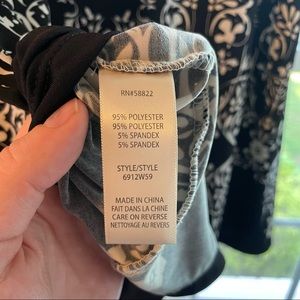 RN#58822
95% POLYESTER
95% POLYESTER
5% SPANDEX
5% SPANDEX
STYLE/STYLE
6912W59
MADE IN CHINA
FAIT DANS LA CHINE
CARE ON REVERSE
NETTOYAGE AU REVERS